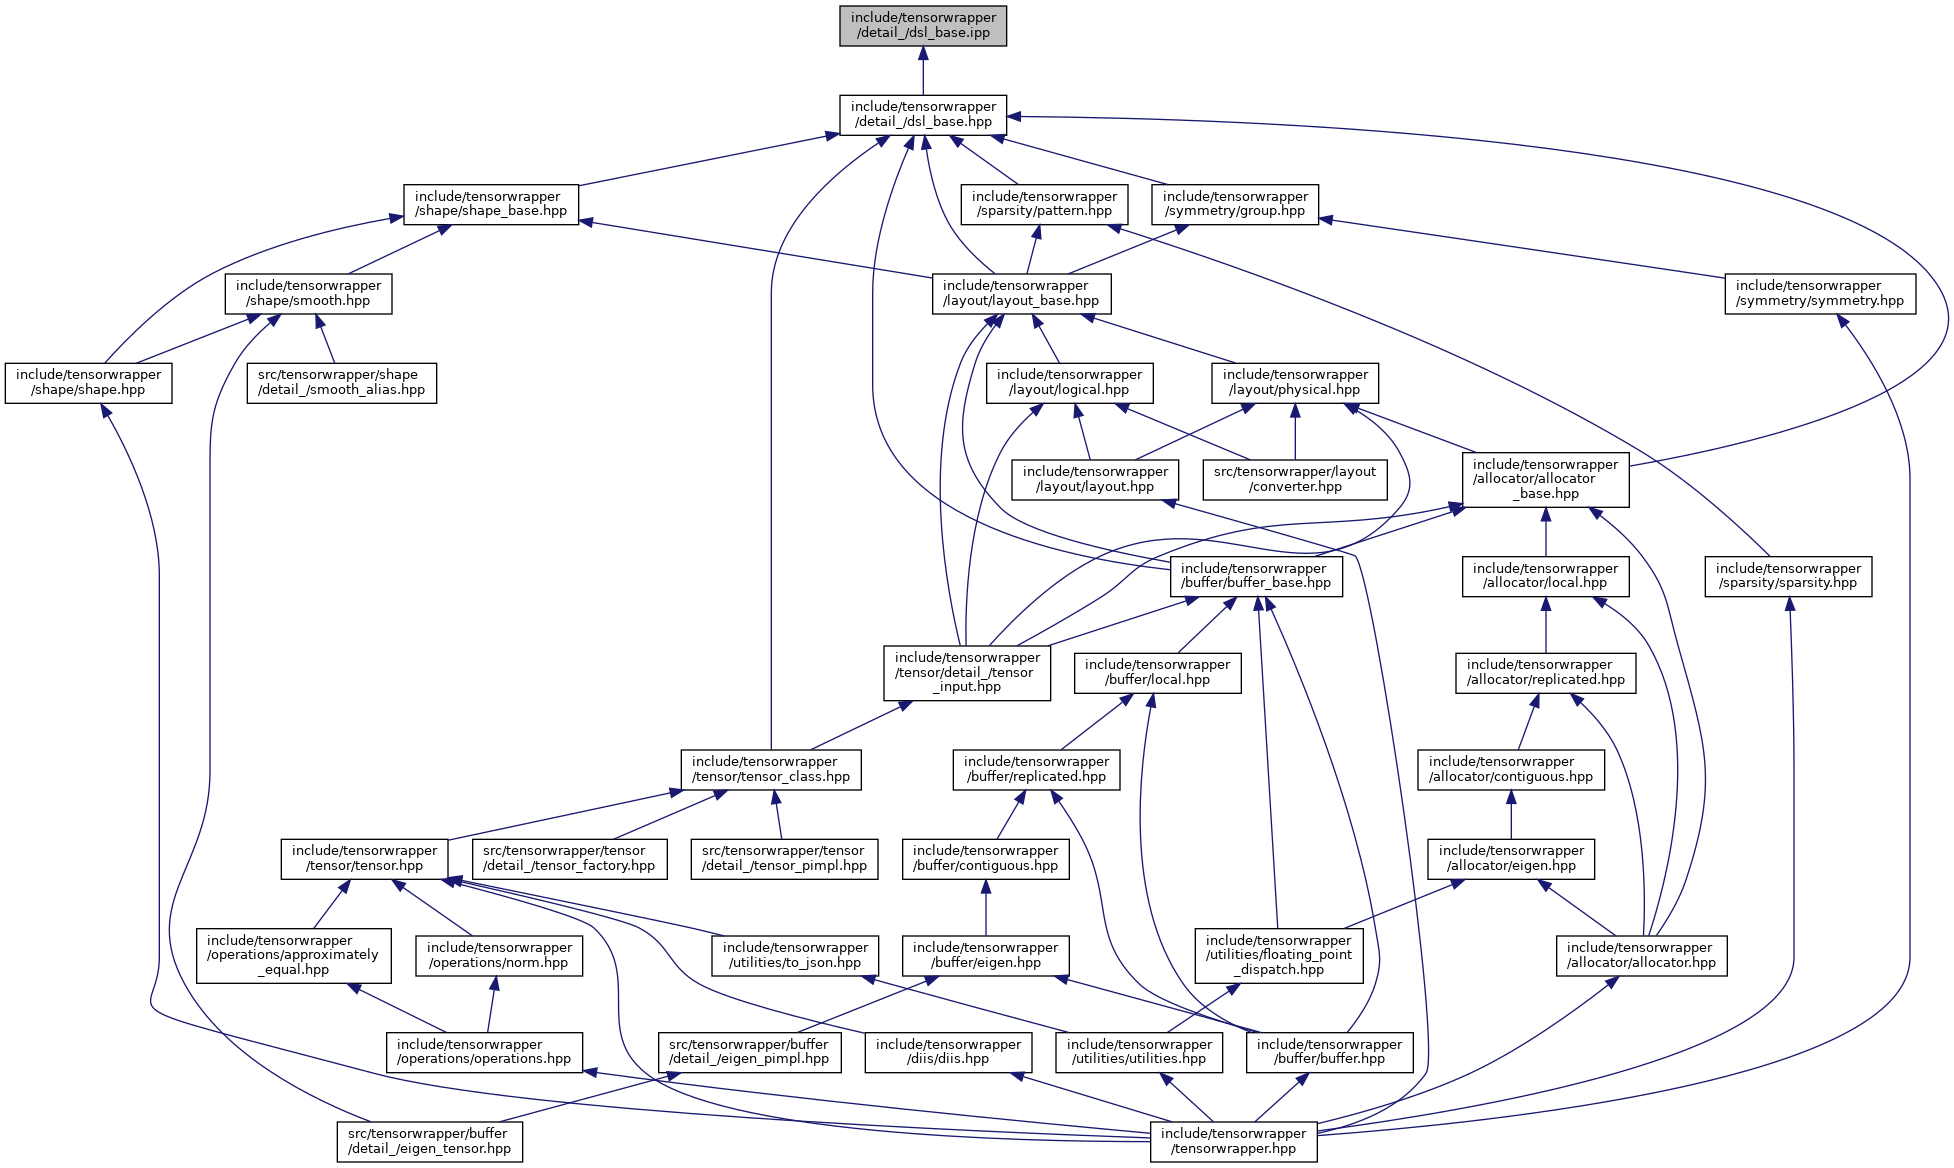 include/tensorwrapper
/detail_/dsl_base.ipp
include/tensorwrapper
/detail_/dsl_base.hpp
include/tensorwrapper
/shape/shape_base.hpp
include/tensorwrapper
/sparsity/pattern.hpp
include/tensorwrapper
/symmetry/group.hpp
include/tensorwrapper
/shape/smooth.hpp
include/tensorwrapper
/layout/layout_base.hpp
include/tensorwrapper
/symmetry/symmetry.hpp
include/tensorwrapper
/shape/shape.hpp
src/tensorwrapper/shape
/detail_/smooth_alias.hpp
include/tensorwrapper
/layout/logical.hpp
include/tensorwrapper
/layout/physical.hpp
include/tensorwrapper
/layout/layout.hpp
src/tensorwrapper/layout
/converter.hpp
include/tensorwrapper
/allocator/allocator
_base.hpp
include/tensorwrapper
/buffer/buffer_base.hpp
include/tensorwrapper
/allocator/local.hpp
include/tensorwrapper
/sparsity/sparsity.hpp
include/tensorwrapper
/tensor/detail_/tensor
_input.hpp
include/tensorwrapper
/buffer/local.hpp
include/tensorwrapper
/allocator/replicated.hpp
include/tensorwrapper
/tensor/tensor_class.hpp
include/tensorwrapper
/buffer/replicated.hpp
include/tensorwrapper
/allocator/contiguous.hpp
include/tensorwrapper
/tensor/tensor.hpp
src/tensorwrapper/tensor
/detail_/tensor_factory.hpp
src/tensorwrapper/tensor
/detail_/tensor_pimpl.hpp
include/tensorwrapper
/buffer/contiguous.hpp
include/tensorwrapper
/allocator/eigen.hpp
include/tensorwrapper
/operations/approximately
_equal.hpp
include/tensorwrapper
/operations/norm.hpp
include/tensorwrapper
/utilities/to_json.hpp
include/tensorwrapper
/buffer/eigen.hpp
include/tensorwrapper
/utilities/floating_point
_dispatch.hpp
include/tensorwrapper
/allocator/allocator.hpp
include/tensorwrapper
/operations/operations.hpp
src/tensorwrapper/buffer
/detail_/eigen_pimpl.hpp
include/tensorwrapper
/diis/diis.hpp
include/tensorwrapper
/utilities/utilities.hpp
include/tensorwrapper
/buffer/buffer.hpp
src/tensorwrapper/buffer
/detail_/eigen_tensor.hpp
include/tensorwrapper
/tensorwrapper.hpp